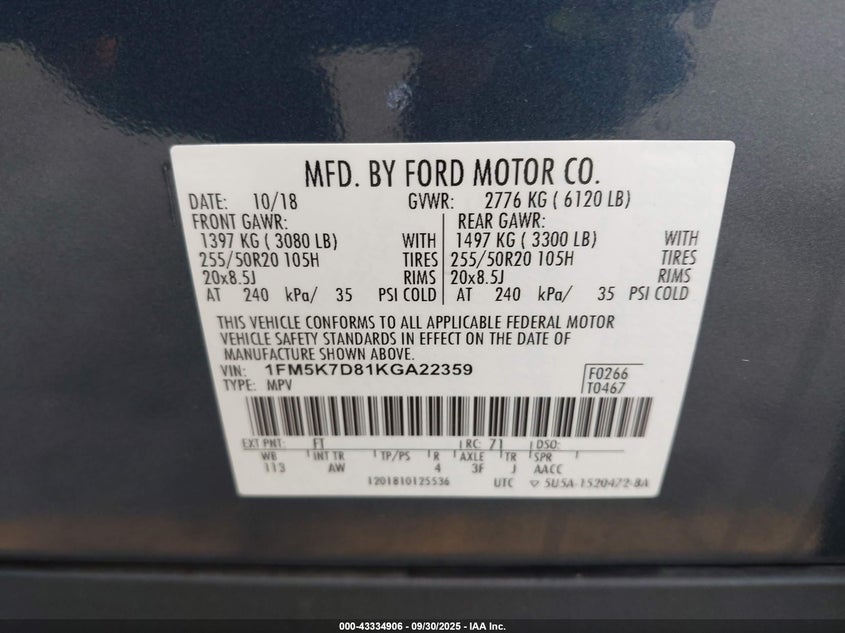 MFD. BY FORD MOTOR CO.
DATE: 10/18 GVWR: 2776 KG ( 6120 LB)
FRONT GAWR: REAR GAWR:
1397 KG ( 3080 LB) WITH 1497 KG ( 3300 LB) WITH
255/50R20 105H TIRES 255/50R20 105H TIRES
20x8.5J RIMS 20x8.5J RIMS
AT 240 kPa/ 35 PSI COLD AT 240 kPa/ 35 PSI COLD
THIS VEHICLE CONFORMS TO ALL APPLICABLE FEDERAL MOTOR
VEHICLE SAFETY STANDARDS IN EFFECT ON THE DATE OF
MANUFACTURE SHOWN ABOVE.
VIN: 1FM5K7D81KGA22359 F0266
TYPE: MPV T0467
EXT PNT: FT RC: 71 DSO:
WB INT TR TP/PS R AXLE TR SPR
113 AW 4 3F J AACC
1201810125536 UTC ▽ 5U5A-1520472-BA
000-43334906 - 09/30/2025 - IAA Inc.